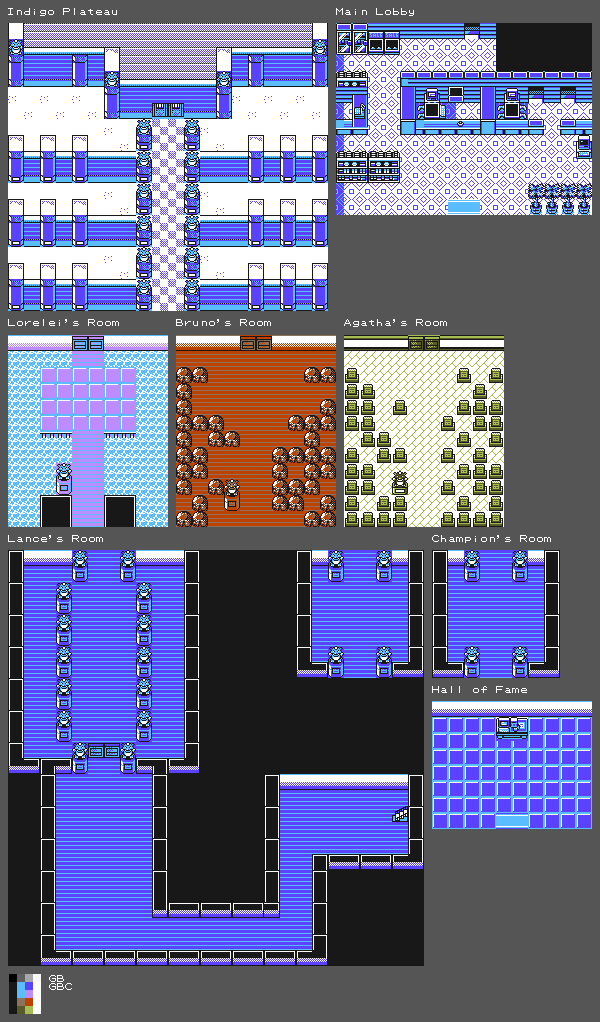 Indigo Plateau
Main Lobby
Lorelei's Room
Bruno's Room
Agatha's Room
Lance's Room
Champion's Room
Hall of Fame
GB
GBC